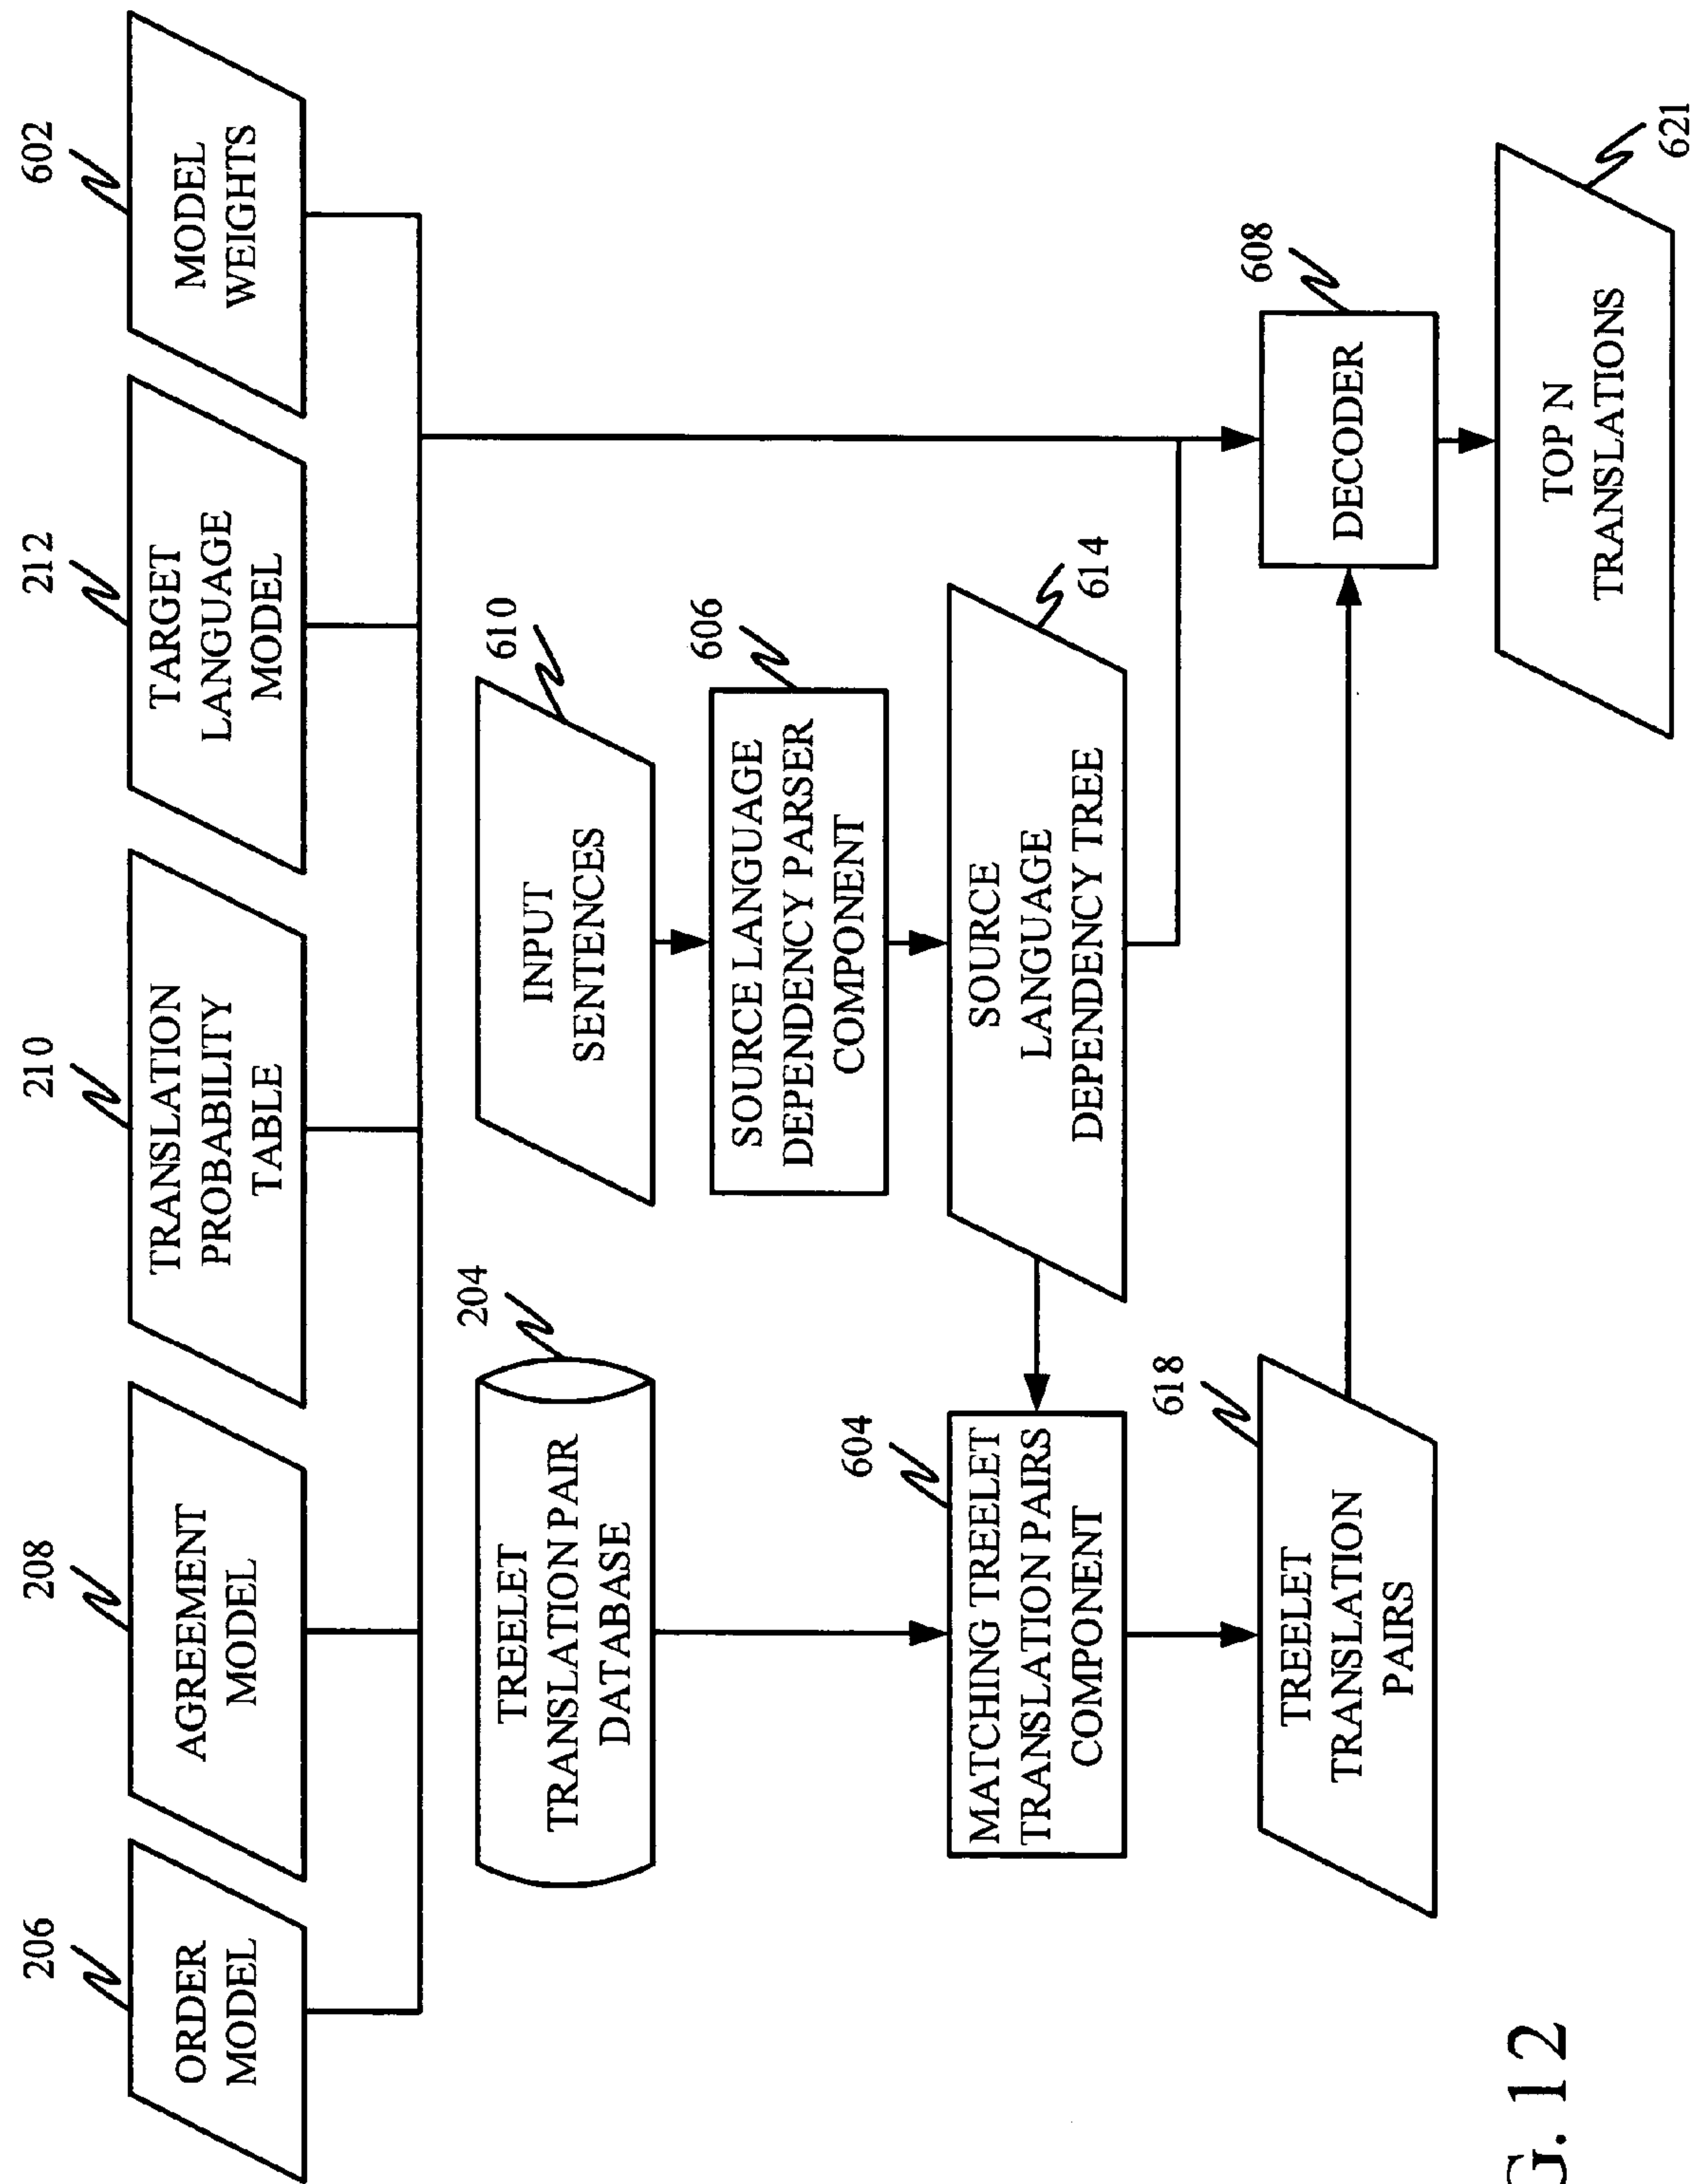 206
ORDER
MODEL
208
AGREEMENT
MODEL
210
TRANSLATION
PROBABILITY
TABLE
212
TARGET
LANGUAGE
MODEL
602
MODEL
WEIGHTS
204
TREELET
TRANSLATION PAIR
DATABASE
610
INPUT
SENTENCES
606
SOURCE LANGUAGE
DEPENDENCY PARSER
COMPONENT
604
MATCHING TREELET
TRANSLATION PAIRS
COMPONENT
SOURCE
LANGUAGE
DEPENDENCY TREE
614
618
TREELET
TRANSLATION
PAIRS
608
DECODER
TOP N
TRANSLATIONS
621
G. 12